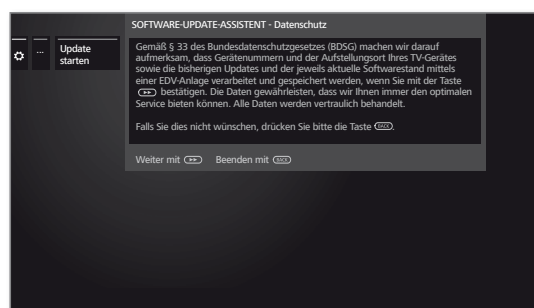 SOFTWARE-UPDATE-ASSISTENT - Datenschutz
...
Update
starten
Gemäß § 33 des Bundesdatenschutzgesetzes (BDSG) machen wir darauf
aufmerksam, dass Gerätenummern und der Aufstellungsort Ihres TV-Gerätes
sowie die bisherigen Updates und der jeweils aktuelle Softwarestand mittels
einer EDV-Anlage verarbeitet und gespeichert werden, wenn Sie mit der Taste
bestätigen. Die Daten gewährleisten, dass wir Ihnen immer den optimalen
Service bieten können. Alle Daten werden vertraulich behandelt.
Falls Sie dies nicht wünschen, drücken Sie bitte die Taste BACK.
Weiter mit Beenden mit BACK